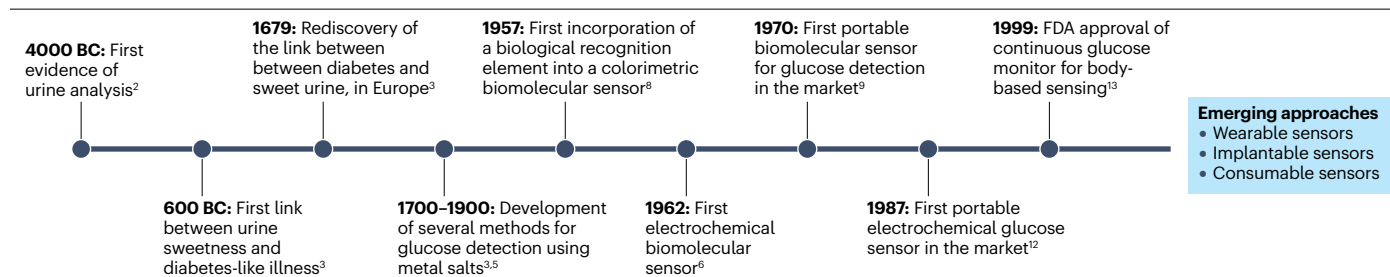 4000 BC: First
evidence of
urine analysis²
1679: Rediscovery of
the link between
between diabetes and
sweet urine, in Europe³
1957: First incorporation of
a biological recognition
element into a colorimetric
biomolecular sensor⁸
1970: First portable
biomolecular sensor
for glucose detection
in the market⁹
1999: FDA approval of
continuous glucose
monitor for body-
based sensing¹³
600 BC: First link
between urine
sweetness and
diabetes-like illness³
1700–1900: Development
of several methods for
glucose detection using
metal salts³,⁵
1962: First
electrochemical
biomolecular
sensor⁶
1987: First portable
electrochemical glucose
sensor in the market¹²
Emerging approaches
• Wearable sensors
• Implantable sensors
• Consumable sensors